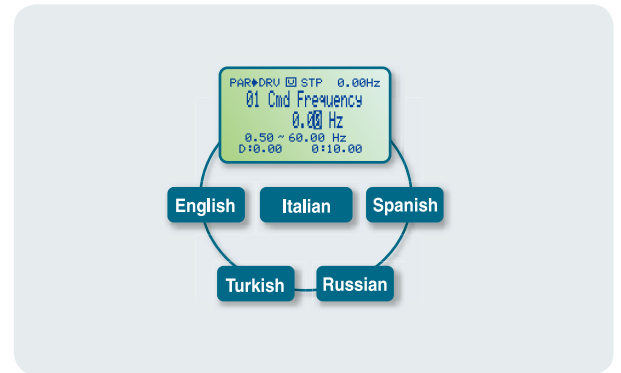 PAR➧DRV U STP 0.00Hz
01 Cmd Frequency
0.00 Hz
0.50 ~ 60.00 Hz
D:0.00 0:10.00
English Italian Spanish
Turkish Russian